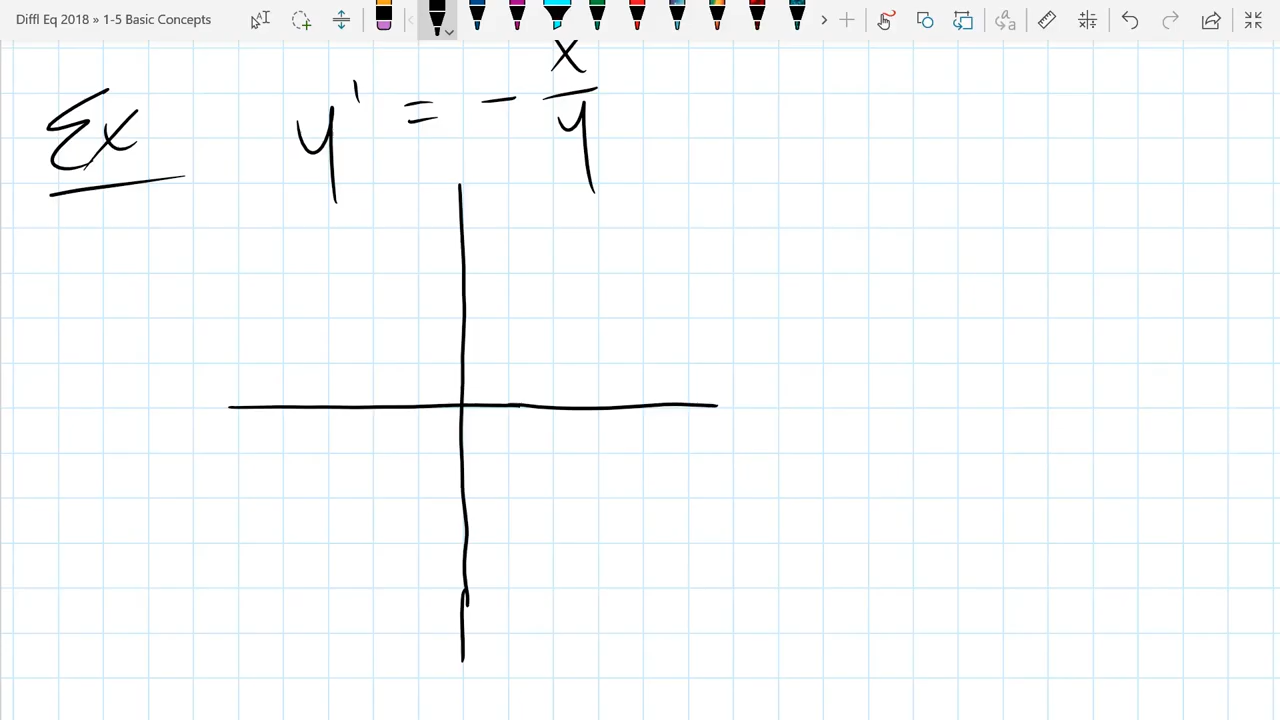 Diffl Eq 2018 » 1-5 Basic Concepts
Ex y' = - x/y